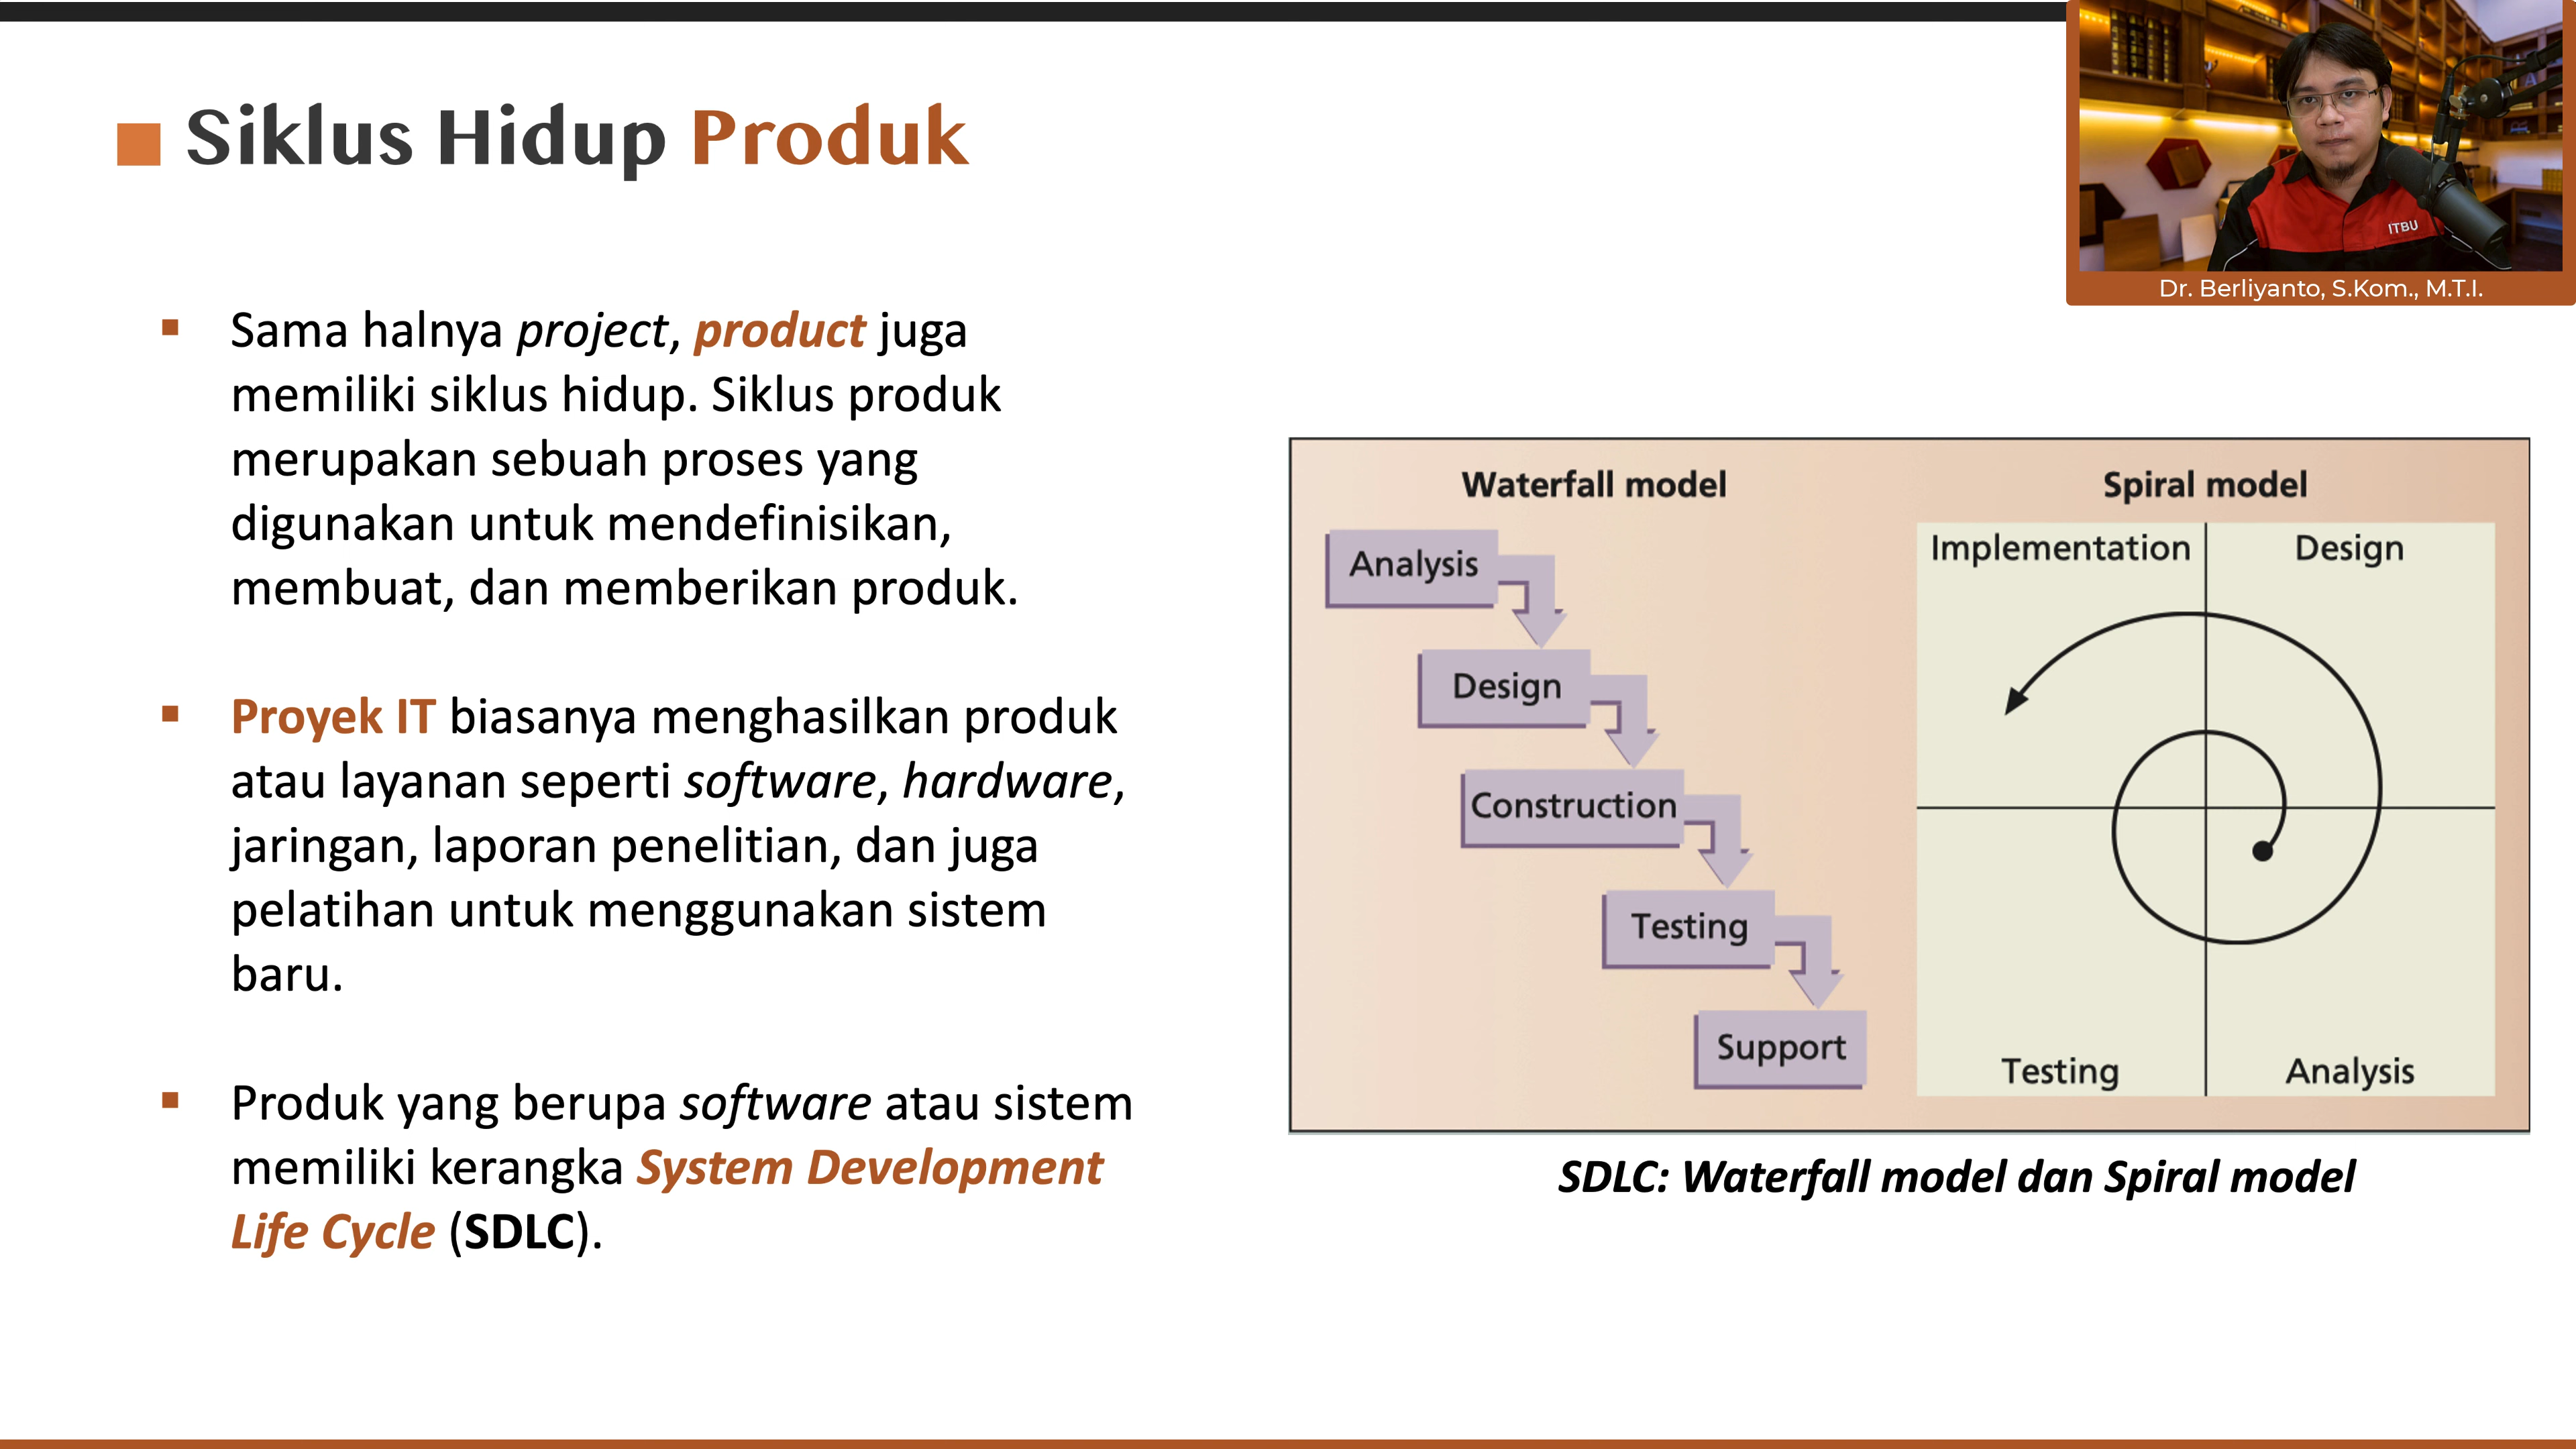 Siklus Hidup Produk
ITBU
Dr. Berliyanto, S.Kom., M.T.I.
Sama halnya project, product juga
memiliki siklus hidup. Siklus produk
merupakan sebuah proses yang
digunakan untuk mendefinisikan,
membuat, dan memberikan produk.
Proyek IT biasanya menghasilkan produk
atau layanan seperti software, hardware,
jaringan, laporan penelitian, dan juga
pelatihan untuk menggunakan sistem
baru.
Produk yang berupa software atau sistem
memiliki kerangka System Development
Life Cycle (SDLC).
Waterfall model
Analysis
Design
Construction
Testing
Support
Spiral model
Implementation
Design
Testing
Analysis
SDLC: Waterfall model dan Spiral model